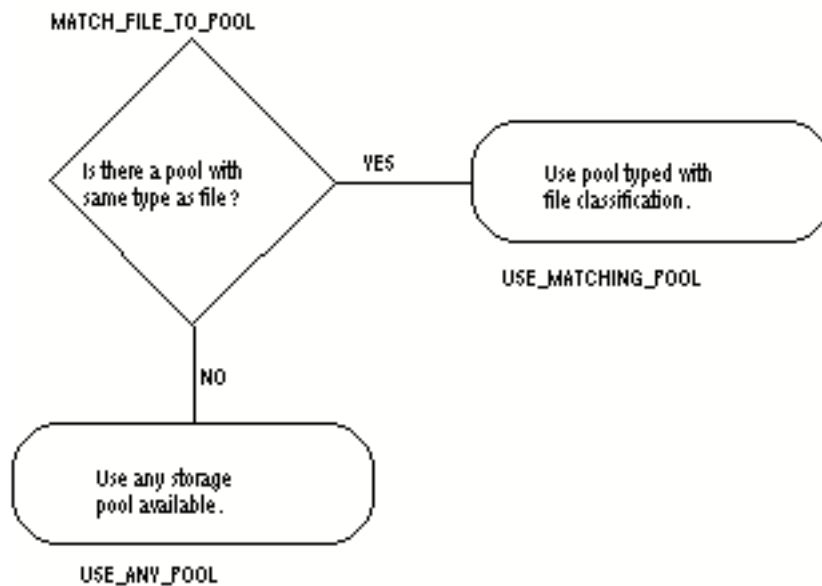 MATCH_FILE_TO_POOL
Is there a pool with
same type as file?
YES
Use pool typed with
file classification.
USE_MATCHING_POOL
NO
Use any storage
pool available.
USE_ANY_POOL